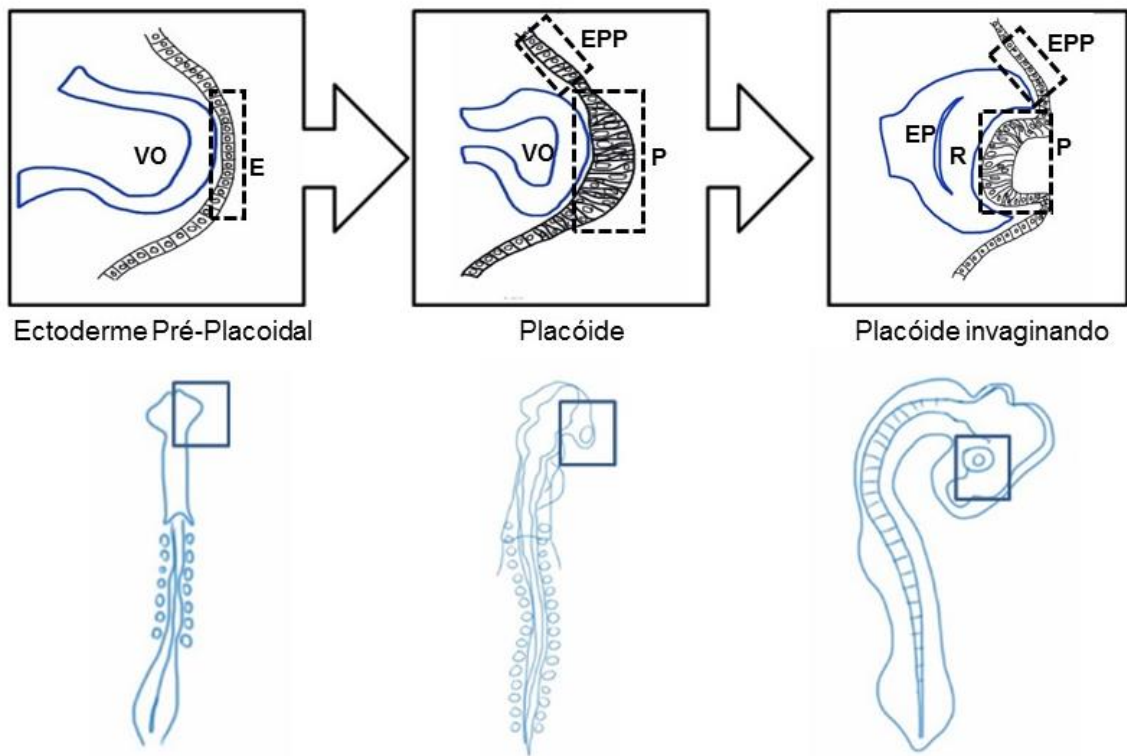 VO
E
EPP
VO
P
EPP
EP
R
P
Ectoderme Pré-Placoidal
Placóide
Placóide invaginando